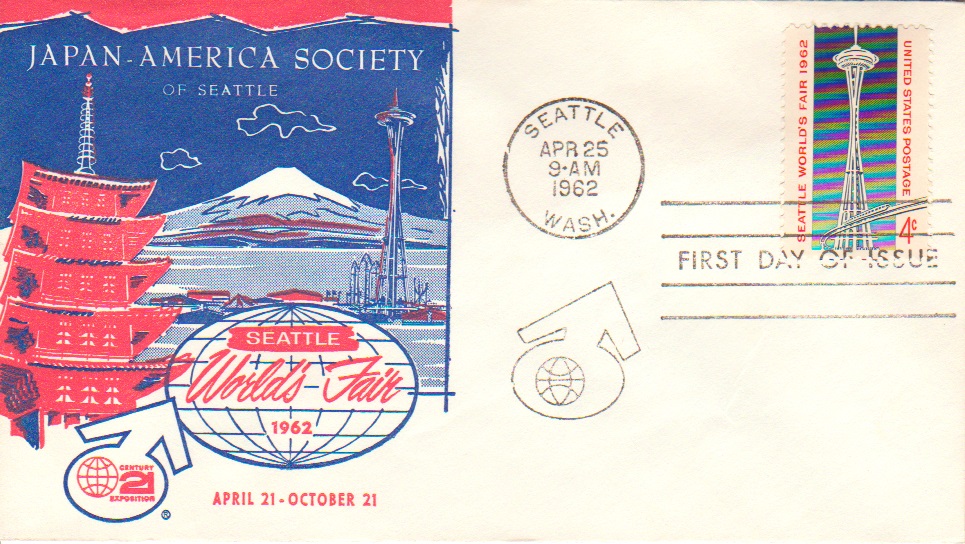 JAPAN-AMERICA SOCIETY
OF SEATTLE
SEATTLE
World's Fair
1962
CENTURY
21
EXPOSITION
®
APRIL 21 - OCTOBER 21
SEATTLE
APR 25
9-AM
1962
WASH.
SEATTLE WORLD'S FAIR 1962
UNITED STATES POSTAGE
4¢
FIRST DAY OF ISSUE